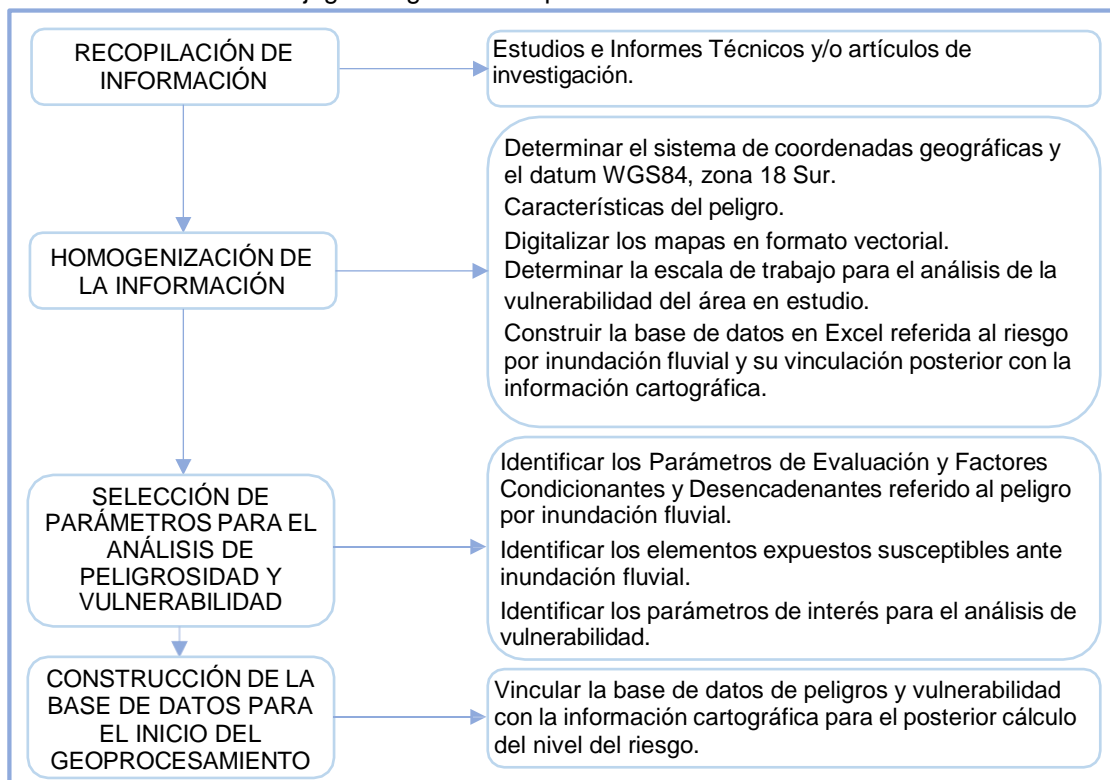 RECOPILACIÓN DE
INFORMACIÓN
Estudios e Informes Técnicos y/o artículos de
investigación.
HOMOGENIZACIÓN DE
LA INFORMACIÓN
Determinar el sistema de coordenadas geográficas y
el datum WGS84, zona 18 Sur.
Características del peligro.
Digitalizar los mapas en formato vectorial.
Determinar la escala de trabajo para el análisis de la
vulnerabilidad del área en estudio.
Construir la base de datos en Excel referida al riesgo
por inundación fluvial y su vinculación posterior con la
información cartográfica.
SELECCIÓN DE
PARÁMETROS PARA EL
ANÁLISIS DE
PELIGROSIDAD Y
VULNERABILIDAD
Identificar los Parámetros de Evaluación y Factores
Condicionantes y Desencadenantes referido al peligro
por inundación fluvial.
Identificar los elementos expuestos susceptibles ante
inundación fluvial.
Identificar los parámetros de interés para el análisis de
vulnerabilidad.
CONSTRUCCIÓN DE LA
BASE DE DATOS PARA
EL INICIO DEL
GEOPROCESAMIENTO
Vincular la base de datos de peligros y vulnerabilidad
con la información cartográfica para el posterior cálculo
del nivel del riesgo.